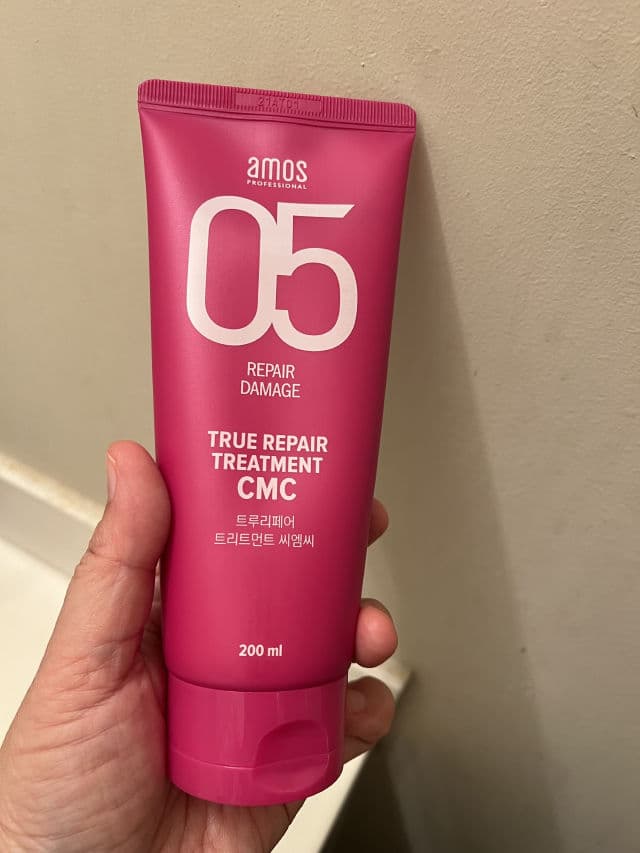 21AT01
amos
PROFESSIONAL
05
REPAIR
DAMAGE
TRUE REPAIR
TREATMENT
CMC
트루리페어
트리트먼트 씨엠씨
200 ml